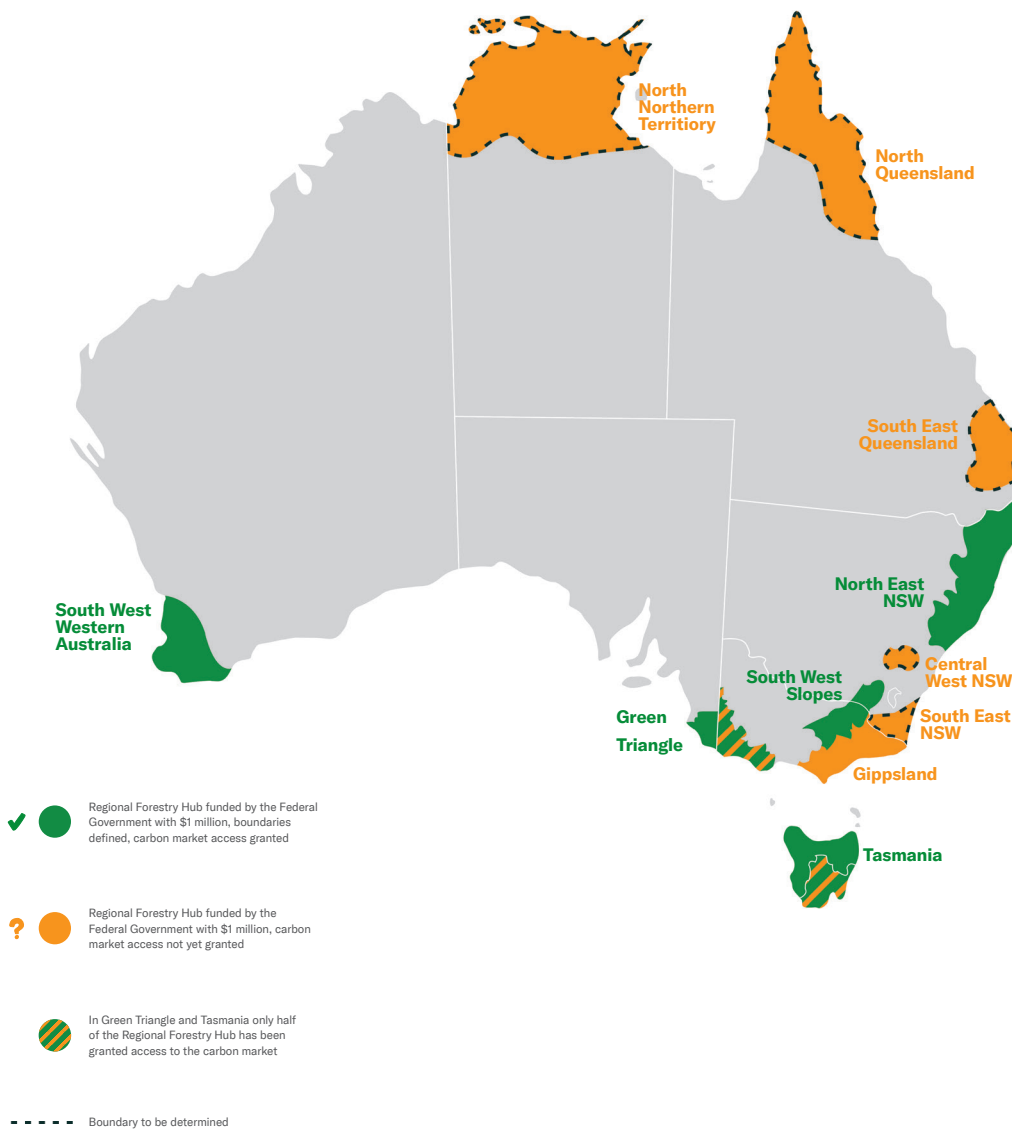 North
Northern
Territiory
North
Queensland
South East
Queensland
North East
NSW
South West
Western
Australia
Central
West NSW
South West
Slopes
Green
Triangle
South East
NSW
Gippsland
Tasmania
Regional Forestry Hub funded by the Federal
Government with $1 million, boundaries
defined, carbon market access granted
?
Regional Forestry Hub funded by the
Federal Government with $1 million, carbon
market access not yet granted
In Green Triangle and Tasmania only half
of the Regional Forestry Hub has been
granted access to the carbon market
Boundary to be determined